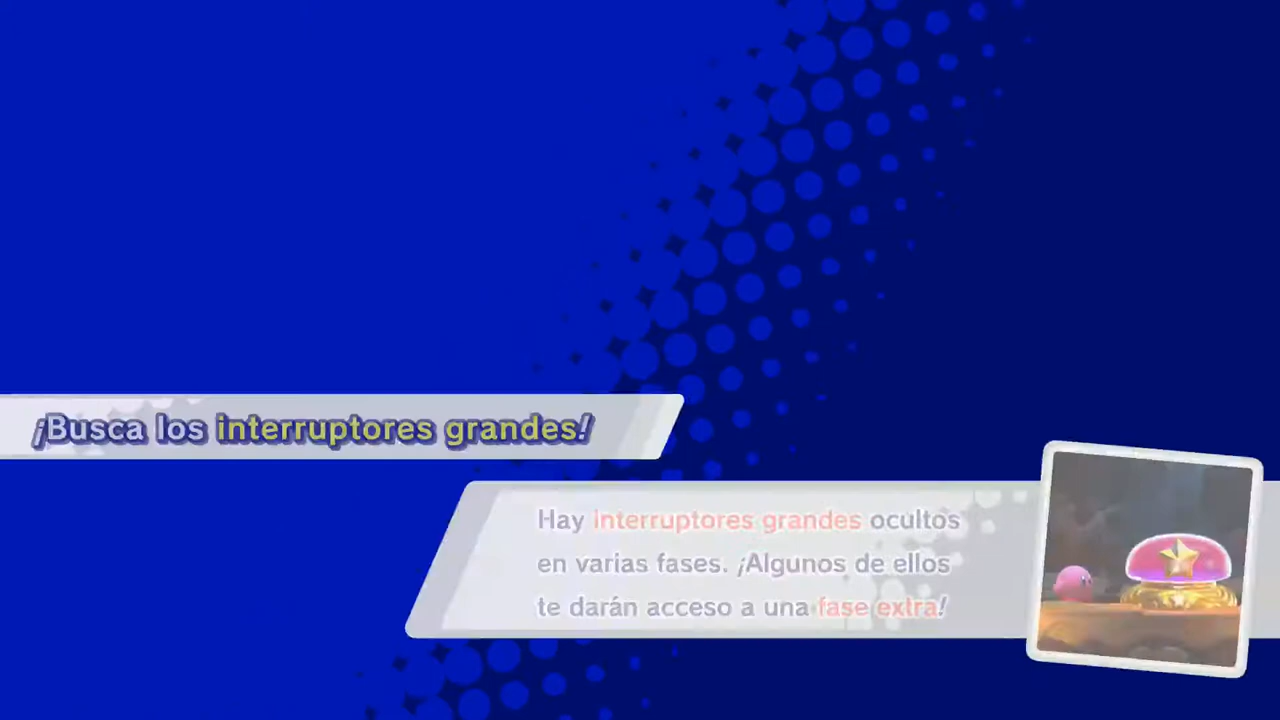 ¡Busca los interruptores grandes!
Hay interruptores grandes ocultos
en varias fases. ¡Algunos de ellos
te darán acceso a una fase extra!